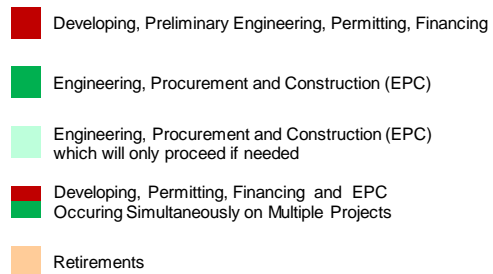 Developing, Preliminary Engineering, Permitting, Financing
Engineering, Procurement and Construction (EPC)
Engineering, Procurement and Construction (EPC)
which will only proceed if needed
Developing, Permitting, Financing and EPC
Occuring Simultaneously on Multiple Projects
Retirements